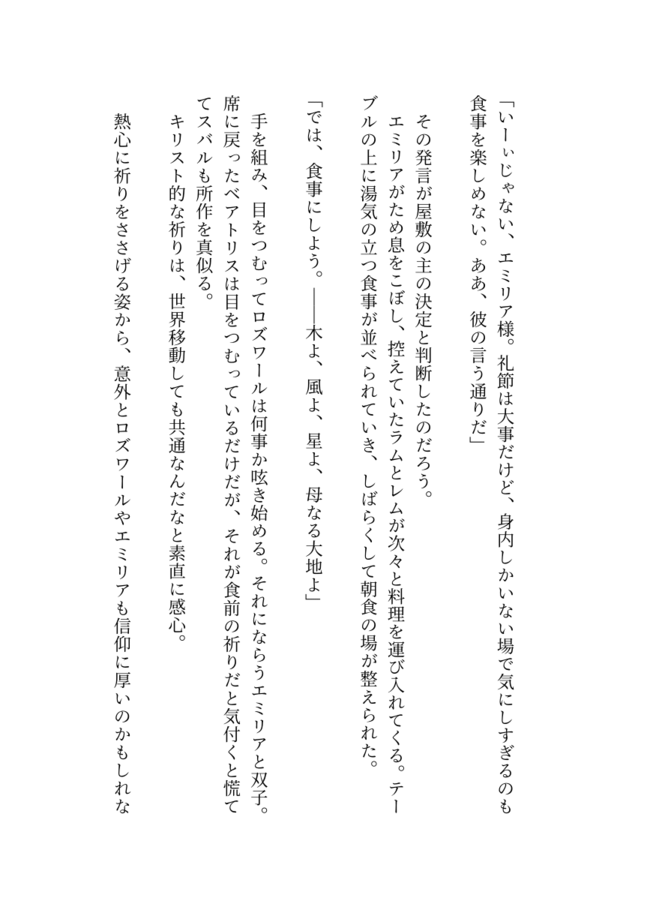 「いーぃじゃない、エミリア様。礼節は大事だけど、身内しかいない場で気にしすぎるのも
食事を楽しめない。ああ、彼の言う通りだ」
その発言が屋敷の主の決定と判断したのだろう。
エミリアがため息をこぼし、控えていたラムとレムが次々と料理を運び入れてくる。テー
ブルの上に湯気の立つ食事が並べられていき、しばらくして朝食の場が整えられた。
「では、食事にしよう。――木よ、風よ、星よ、母なる大地よ」
手を組み、目をつむってロズワールは何事か呟き始める。それにならうエミリアと双子。
席に戻ったベアトリスは目をつむっているだけだが、それが食前の祈りだと気付くと慌て
てスバルも所作を真似る。
キリスト的な祈りは、世界移動しても共通なんだなと素直に感心。
熱心に祈りをささげる姿から、意外とロズワールやエミリアも信仰に厚いのかもしれな